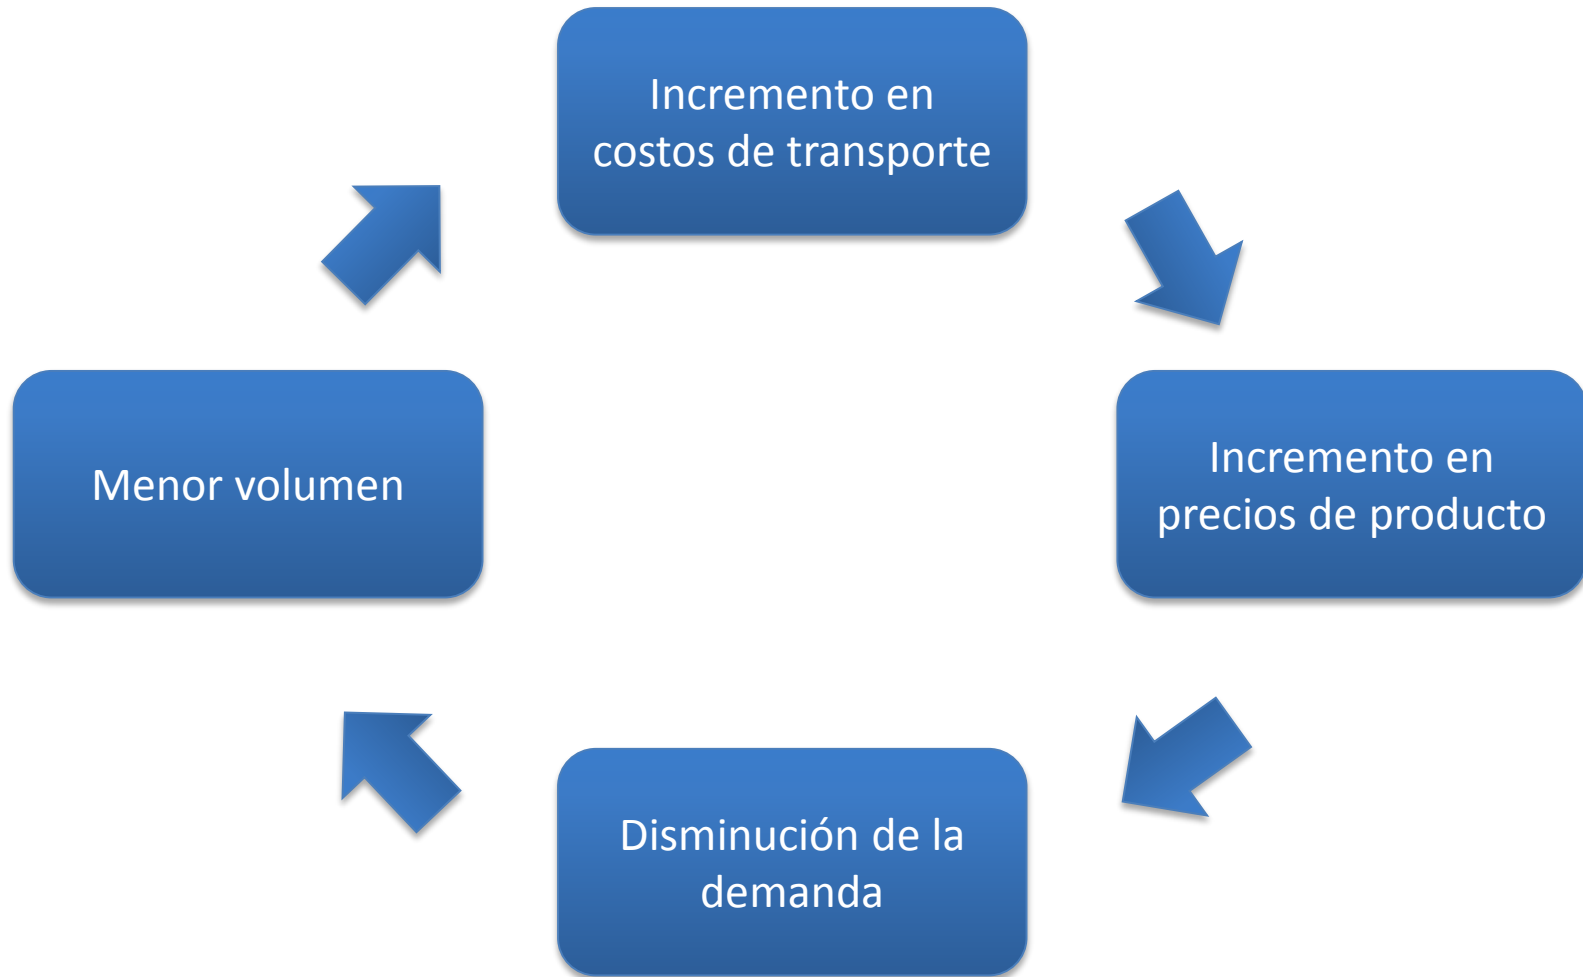 Incremento en
costos de transporte
Incremento en
precios de producto
Disminución de la
demanda
Menor volumen